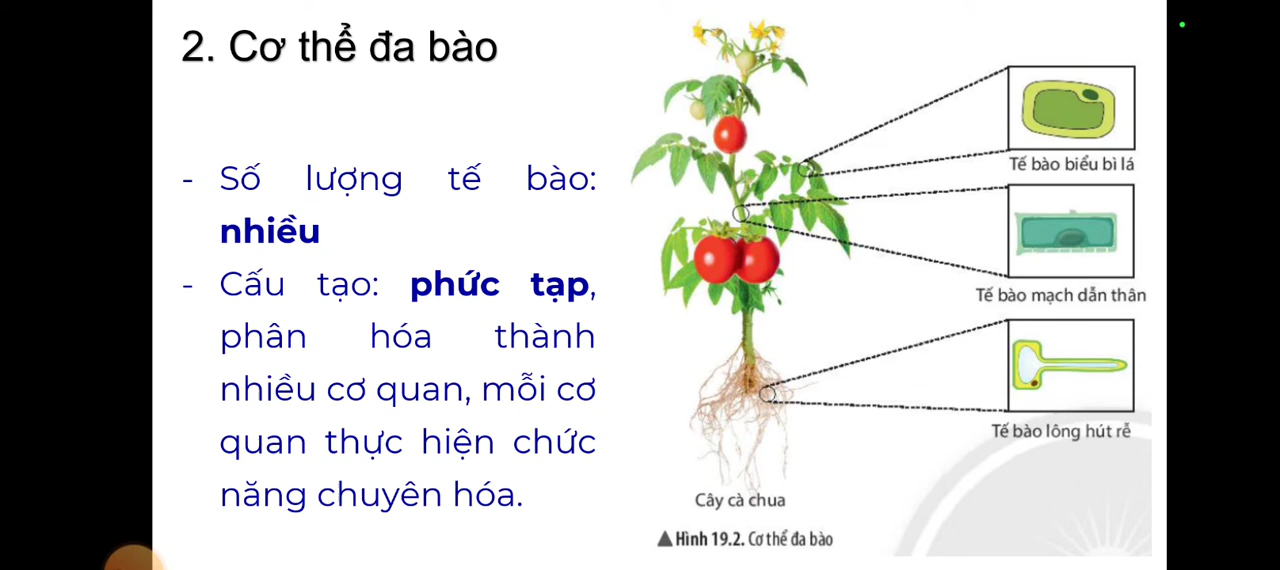 2. Cơ thể đa bào
- Số lượng tế bào:
nhiều
- Cấu tạo: phức tạp,
phân hóa thành
nhiều cơ quan, mỗi cơ
quan thực hiện chức
năng chuyên hóa.
Tế bào biểu bì lá
Tế bào mạch dẫn thân
Tế bào lông hút rễ
Cây cà chua
▲ Hình 19.2. Cơ thể đa bào